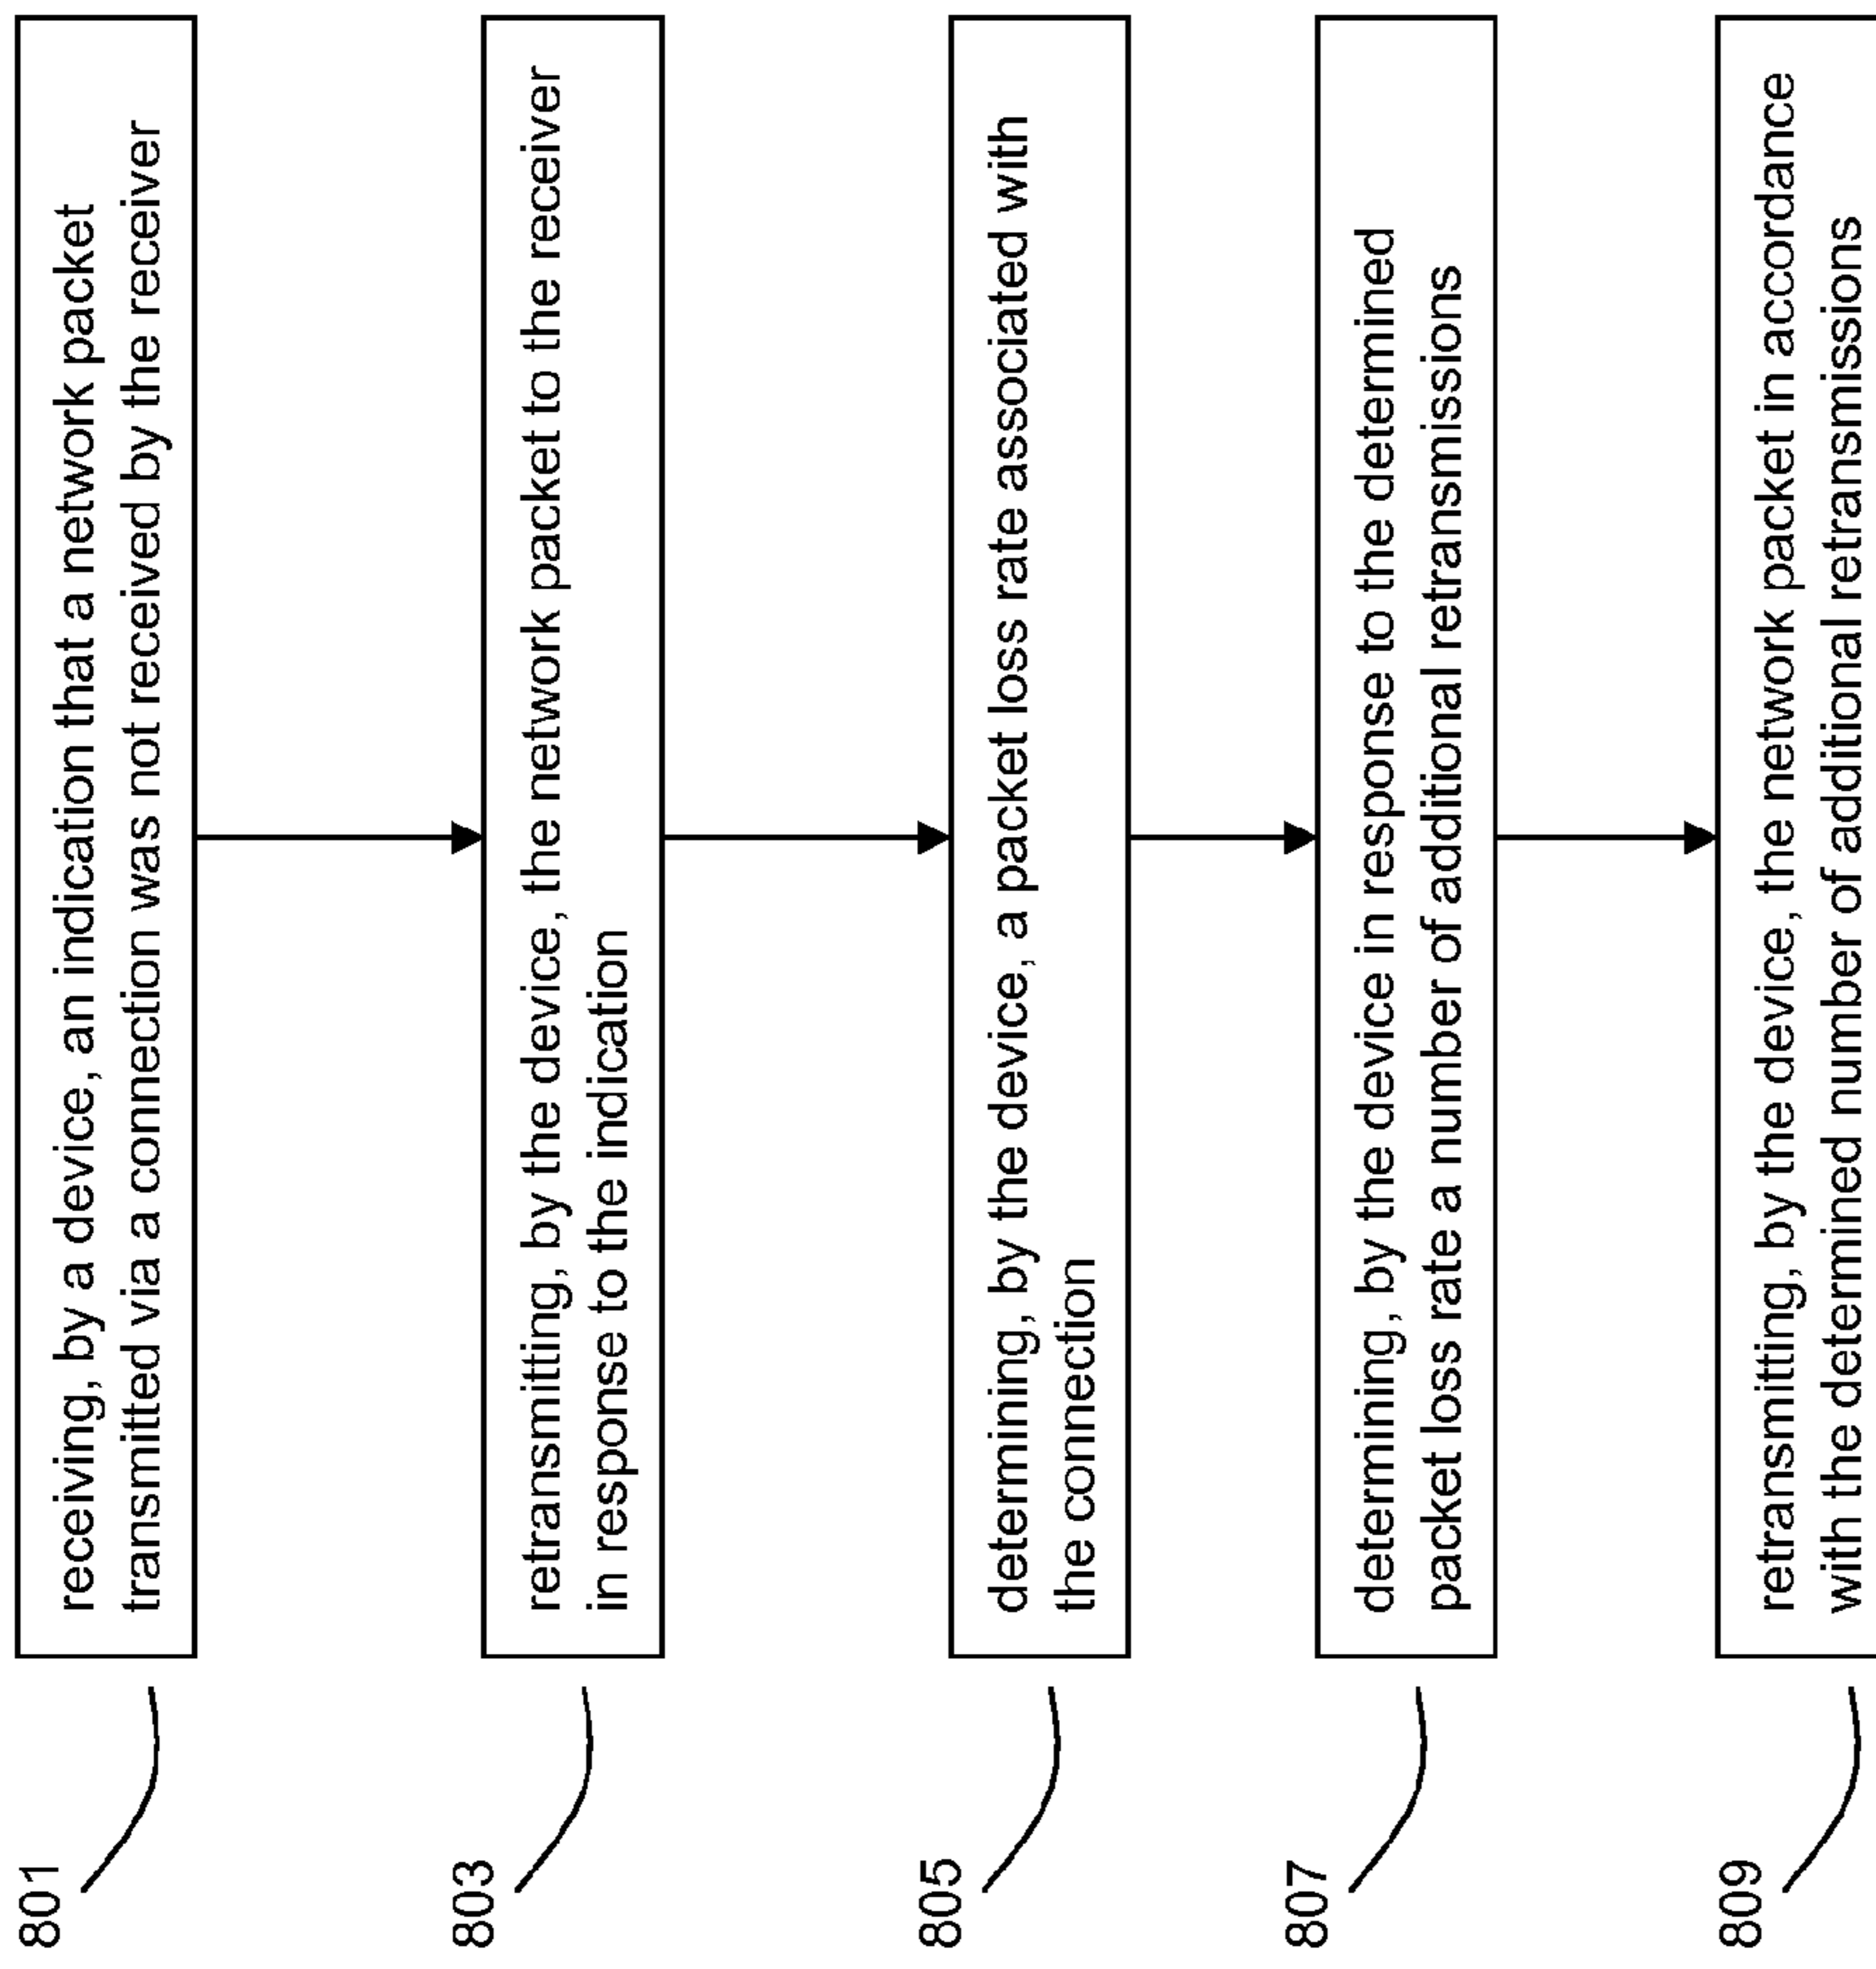 801
receiving, by a device, an indication that a network packet
transmitted via a connection was not received by the receiver
803
retransmitting, by the device, the network packet to the receiver
in response to the indication
805
determining, by the device, a packet loss rate associated with
the connection
807
determining, by the device in response to the determined
packet loss rate a number of additional retransmissions
809
retransmitting, by the device, the network packet in accordance
with the determined number of additional retransmissions